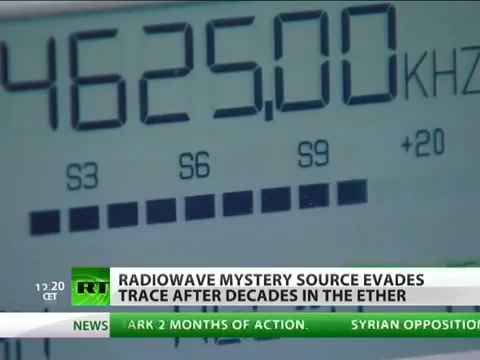 4625,00 KHZ
S3 S6 S9 +20
12.20
CET
RT
RADIOWAVE MYSTERY SOURCE EVADES
TRACE AFTER DECADES IN THE ETHER
NEWS ARK 2 MONTHS OF ACTION. SYRIAN OPPOSITION